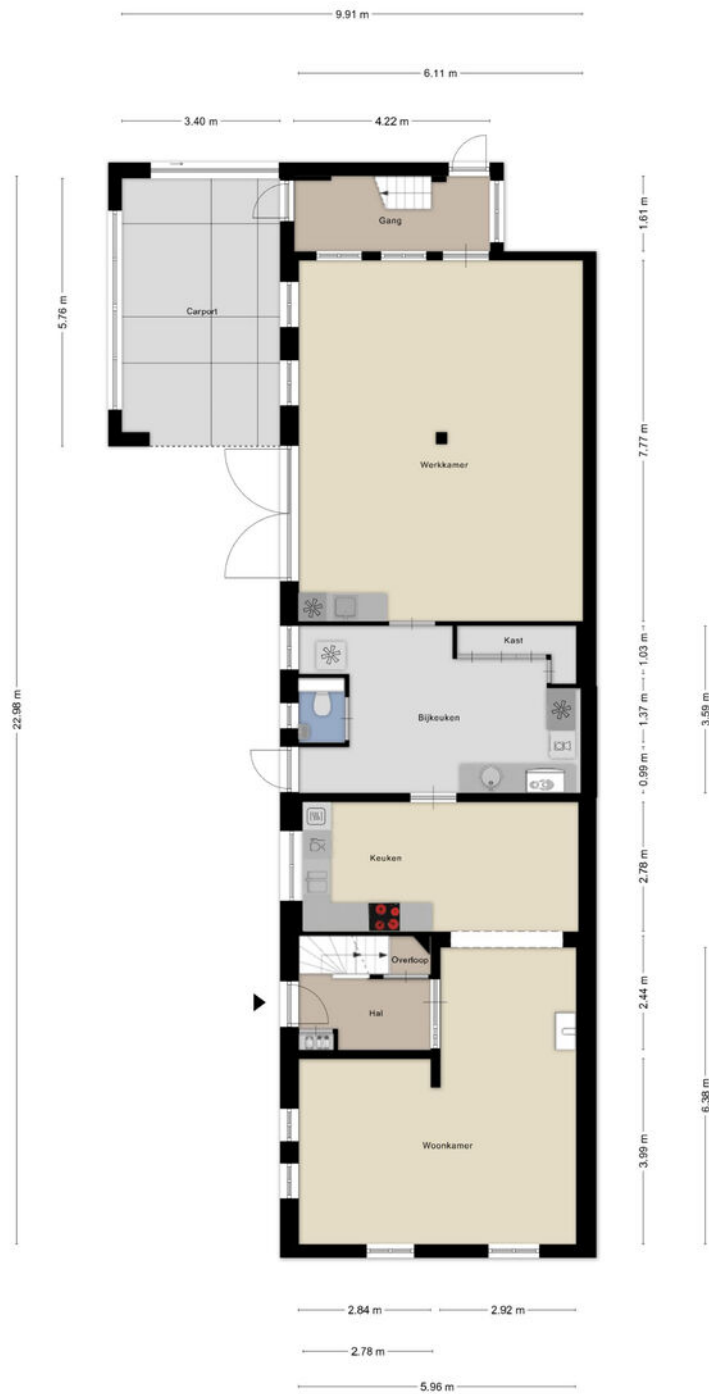 9.91 m
6.11 m
3.40 m
4.22 m
Gang
1.61 m
5.76 m
Carport
7.77 m
Werkkamer
22.98 m
Kast
1.03 m
3.59 m
1.37 m
Bijkeuken
0.99 m
2.78 m
Keuken
Overloop
2.44 m
Hal
6.38 m
3.99 m
Woonkamer
2.84 m
2.92 m
2.78 m
5.96 m